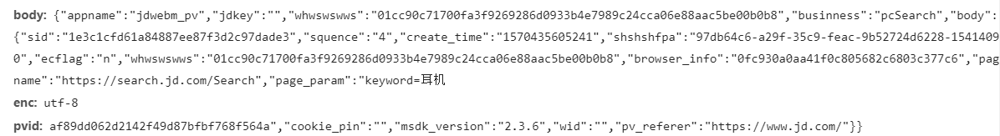 body: {"appname":"jdwebm_pv","jdkey":"","whwswswws":"01cc90c71700fa3f9269286d0933b4e7989c24cca06e88aac5be00b0b8","businness":"pcSearch","body":
{"sid":"1e3c1cfd61a84887ee87f3d2c97dade3","squence":"4","create_time":"1570435605241","shshshfpa":"97db64c6-a29f-35c9-feac-9b52724d6228-1541409
0","ecflag":"n","whwswswws":"01cc90c71700fa3f9269286d0933b4e7989c24cca06e88aac5be00b0b8","browser_info":"0fc930a0aa41f0c805682c6803c377c6","pag
name":"https://search.jd.com/Search","page_param":"keyword=耳机
enc: utf-8
pvid: af89dd062d2142f49d87bfbf768f564a","cookie_pin":"","msdk_version":"2.3.6","wid":"","pv_referer":"https://www.jd.com/"}}